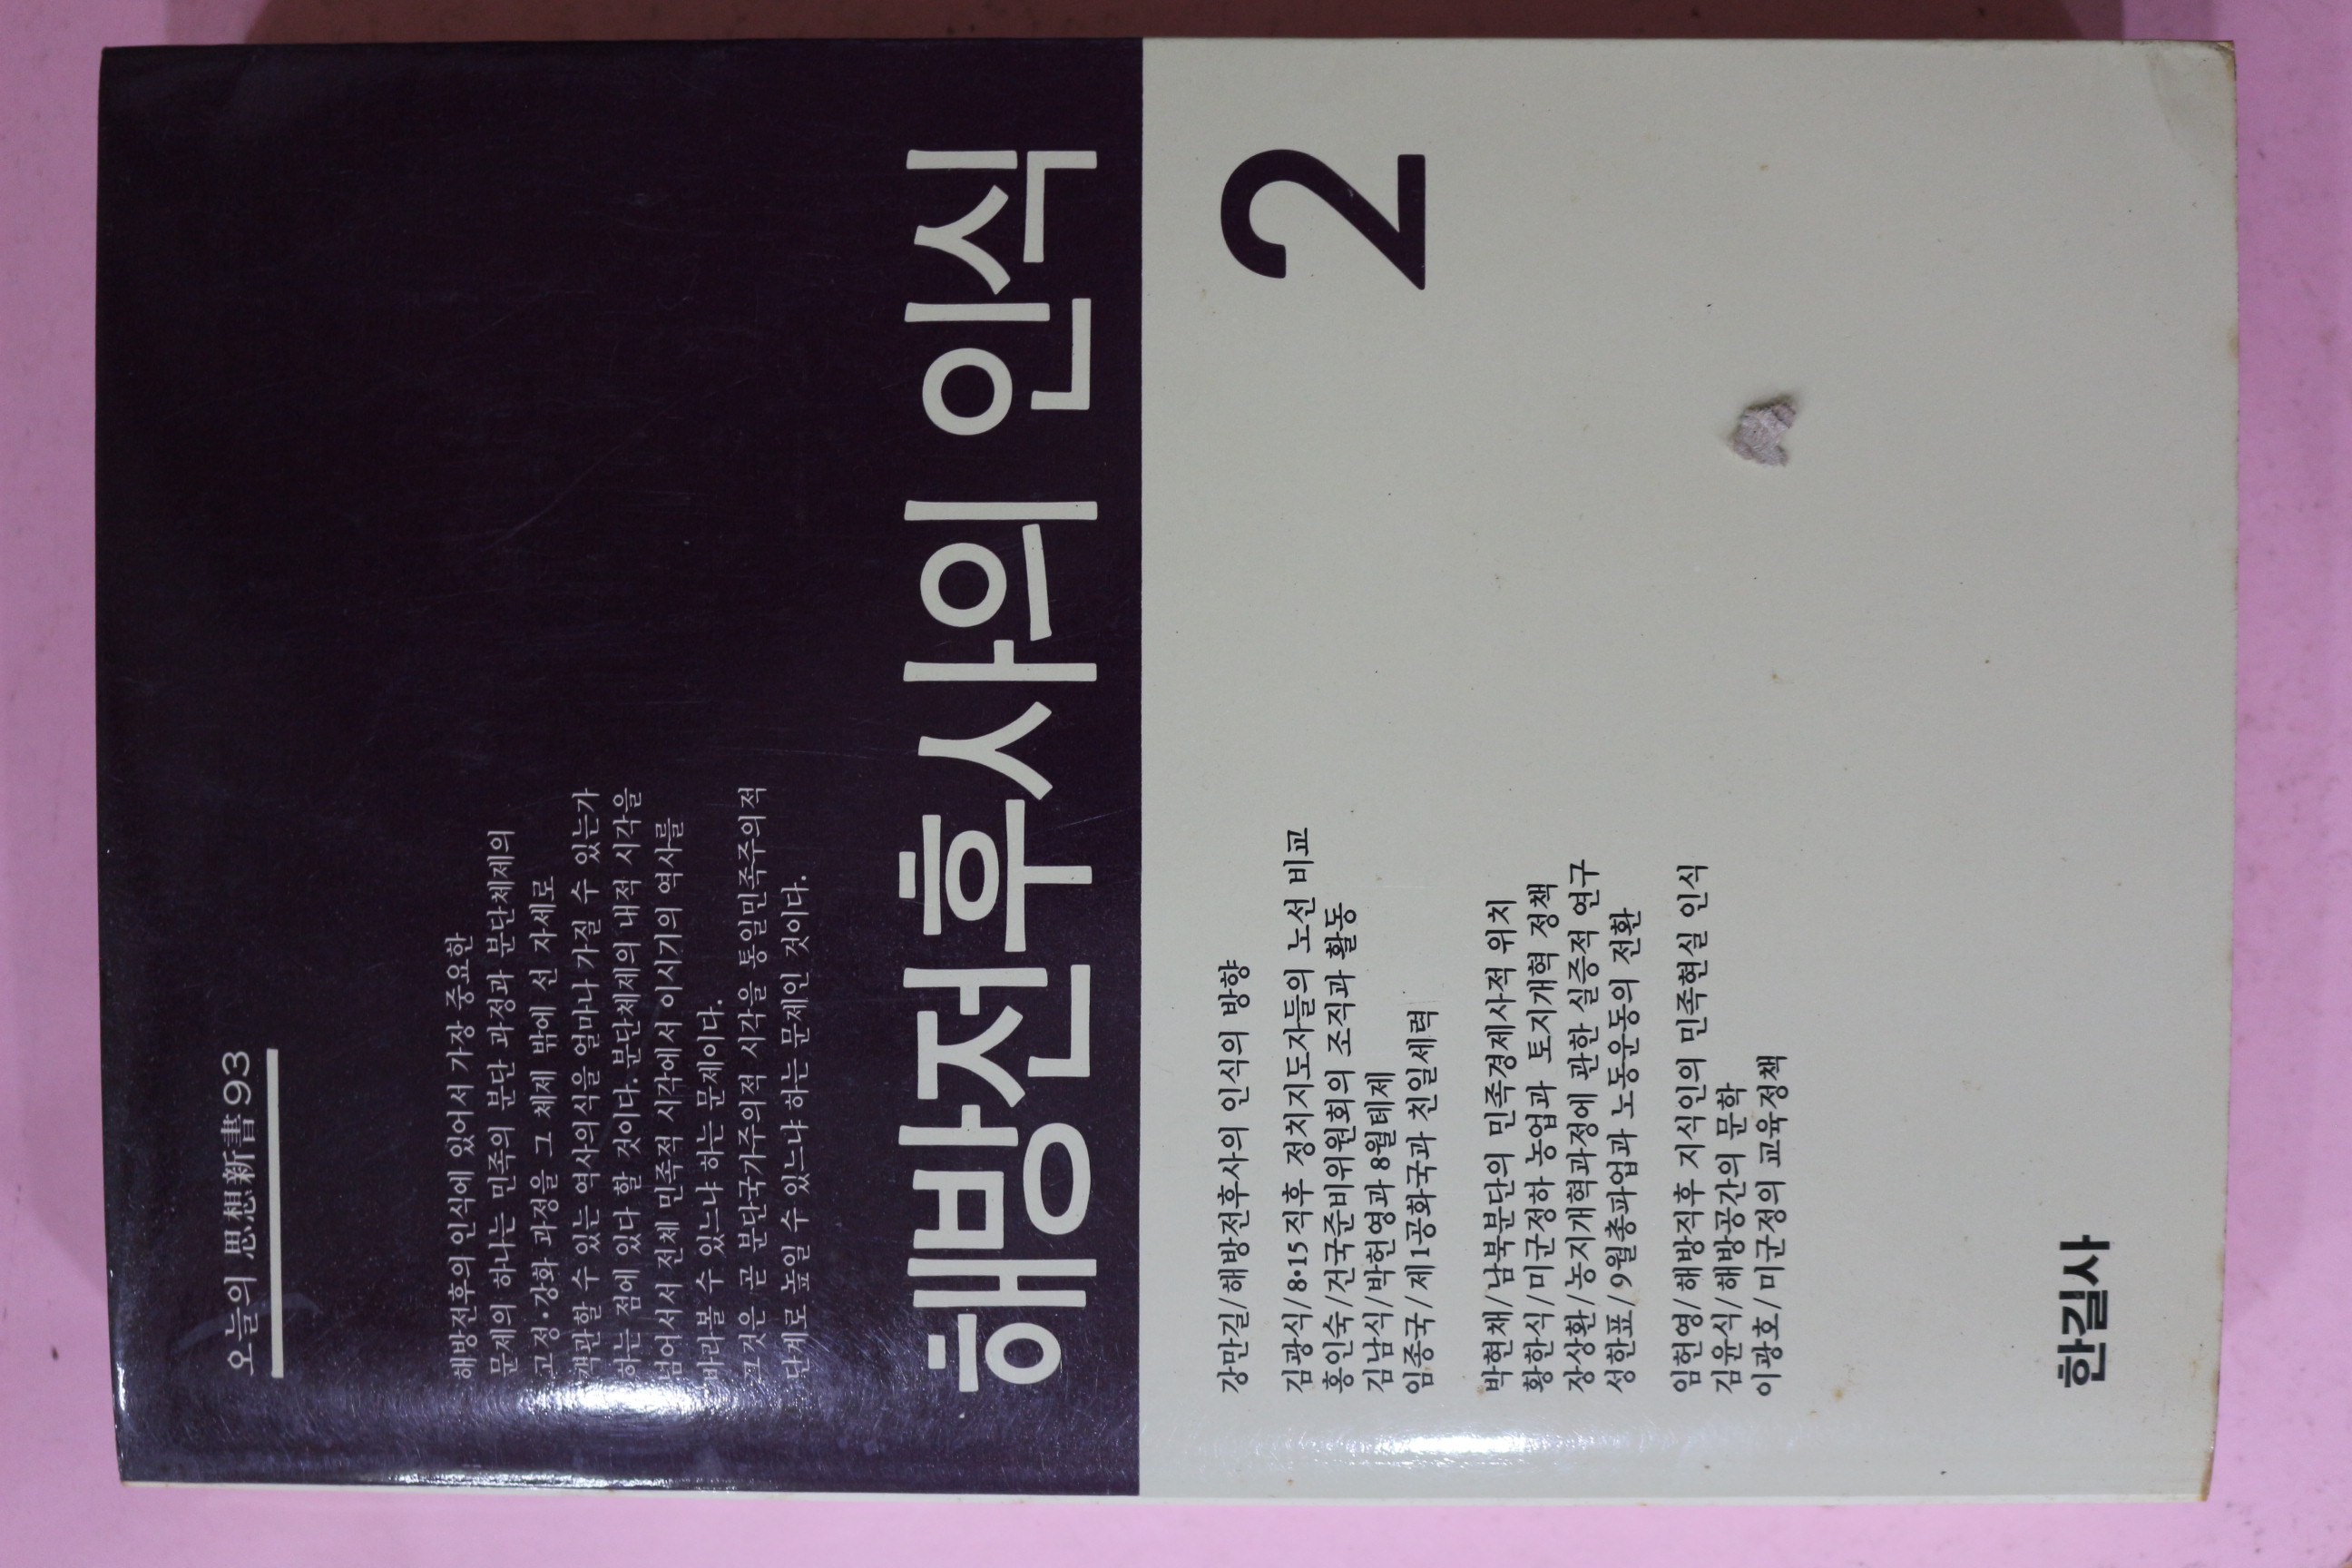 오늘의 思想新書93
해방전후의 인식에 있어서 가장 중요한
문제의 하나는 민족의 분단 과정과 분단체제의
고정·강화 과정을 그 체제 밖에 선 자세로
객관할 수 있는 역사의식을 얼마나 가질 수 있는가
하는 점에 있다 할 것이다. 분단체제의 내적 시각을
넘어서서 전체 민족적 시각에서 이시기의 역사를
바라볼 수 있느냐 하는 문제이다.
그것은 곧 분단국가주의적 시각을 통일민족주의적
단계로 높일 수 있느냐 하는 문제인 것이다.
해방전후사의 인식
2
강만길/해방전후사의 인식의 방향
김광식/8·15직후 정치지도자들의 노선 비교
홍인숙/건국준비위원회의 조직과 활동
김남식/박헌영과 8월테제
임종국/제1공화국과 친일세력
박현채/남북분단의 민족경제사적 위치
황한식/미군정하 농업과 토지개혁 정책
장상환/농지개혁과정에 관한 실증적 연구
성한표/9월총파업과 노동운동의 전환
임헌영/해방직후 지식인의 민족현실 인식
김윤식/해방공간의 문학
이광호/미군정의 교육정책
한길사